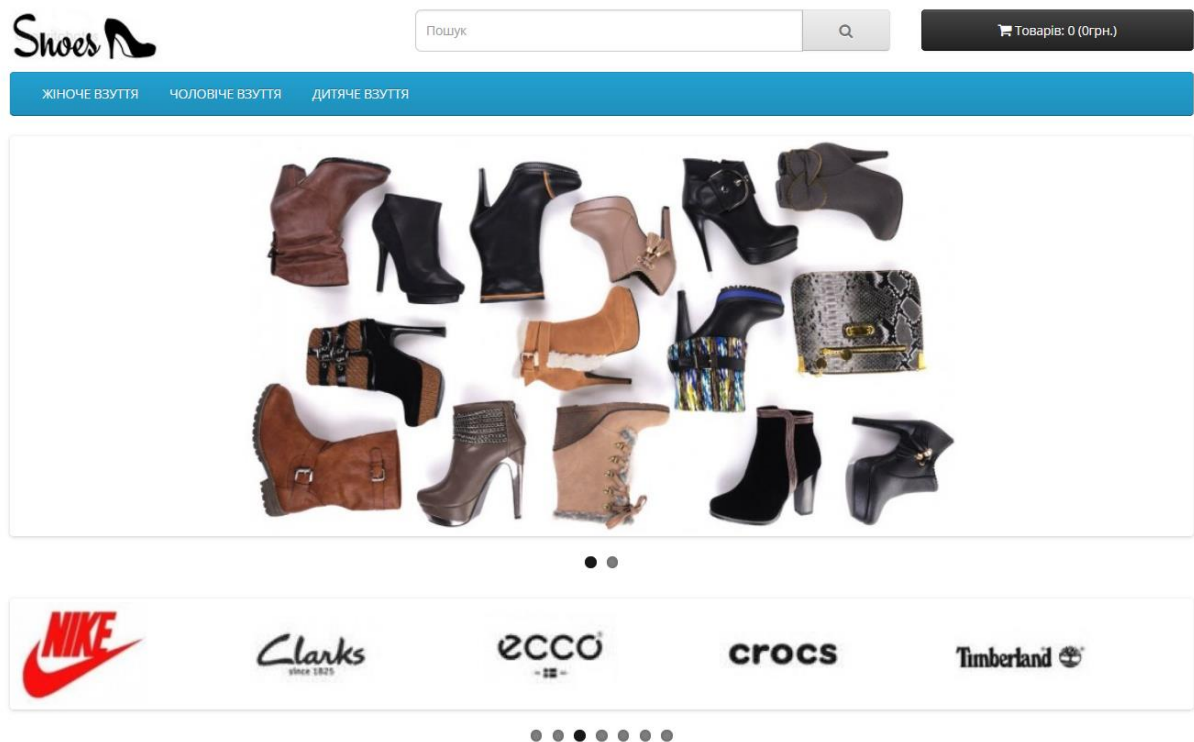 Shoes
Пошук
Товарів: 0 (0грн.)
ЖІНОЧЕ ВЗУТТЯ ЧОЛОВІЧЕ ВЗУТТЯ ДИТЯЧЕ ВЗУТТЯ
NIKE
Clarks
since 1825
ecco
crocs
Timberland